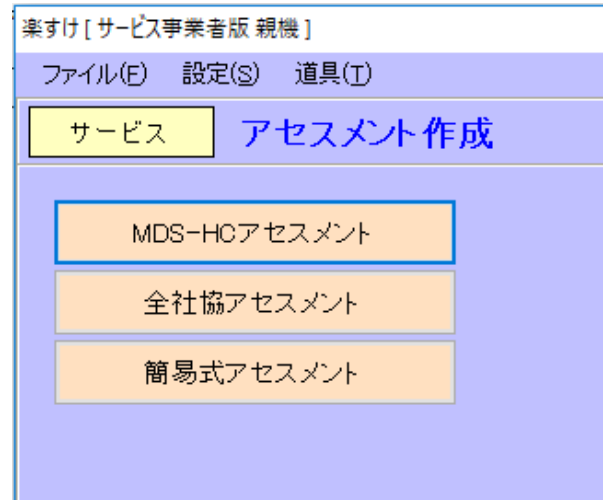 楽すけ [ サービス事業者版 親機 ]
ファイル(F) 設定(S) 道具(T)
サービス アセスメント作成
MDS-HCアセスメント
全社協アセスメント
簡易式アセスメント